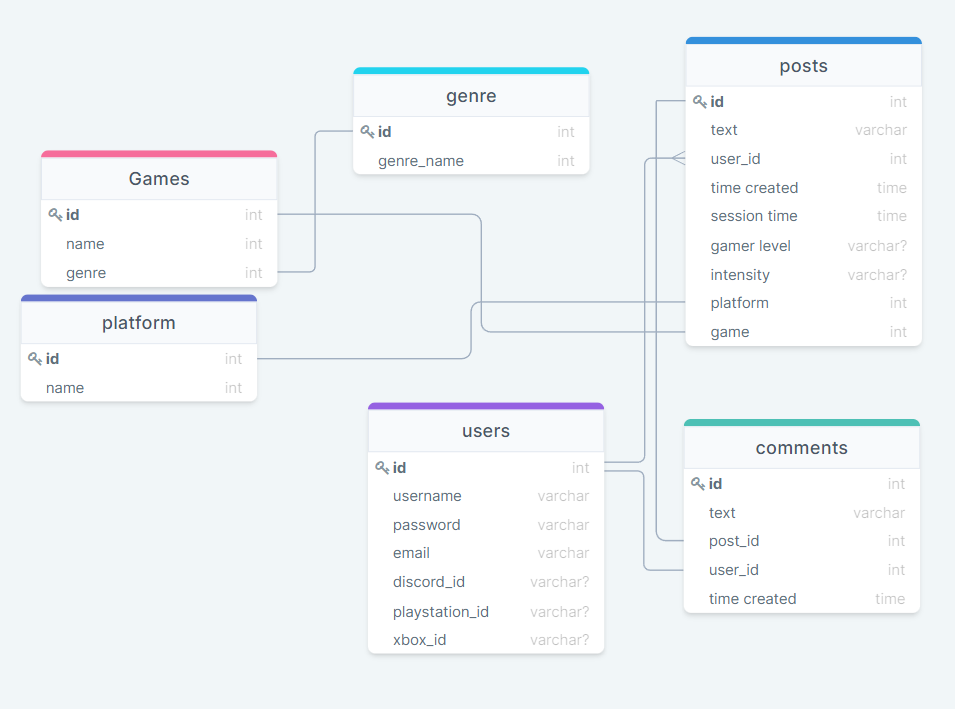 genre
id int
genre_name int
Games
id int
name int
genre int
platform
id int
name int
posts
id int
text varchar
user_id int
time created time
session time time
gamer level varchar?
intensity varchar?
platform int
game int
users
id int
username varchar
password varchar
email varchar
discord_id varchar?
playstation_id varchar?
xbox_id varchar?
comments
id int
text varchar
post_id int
user_id int
time created time